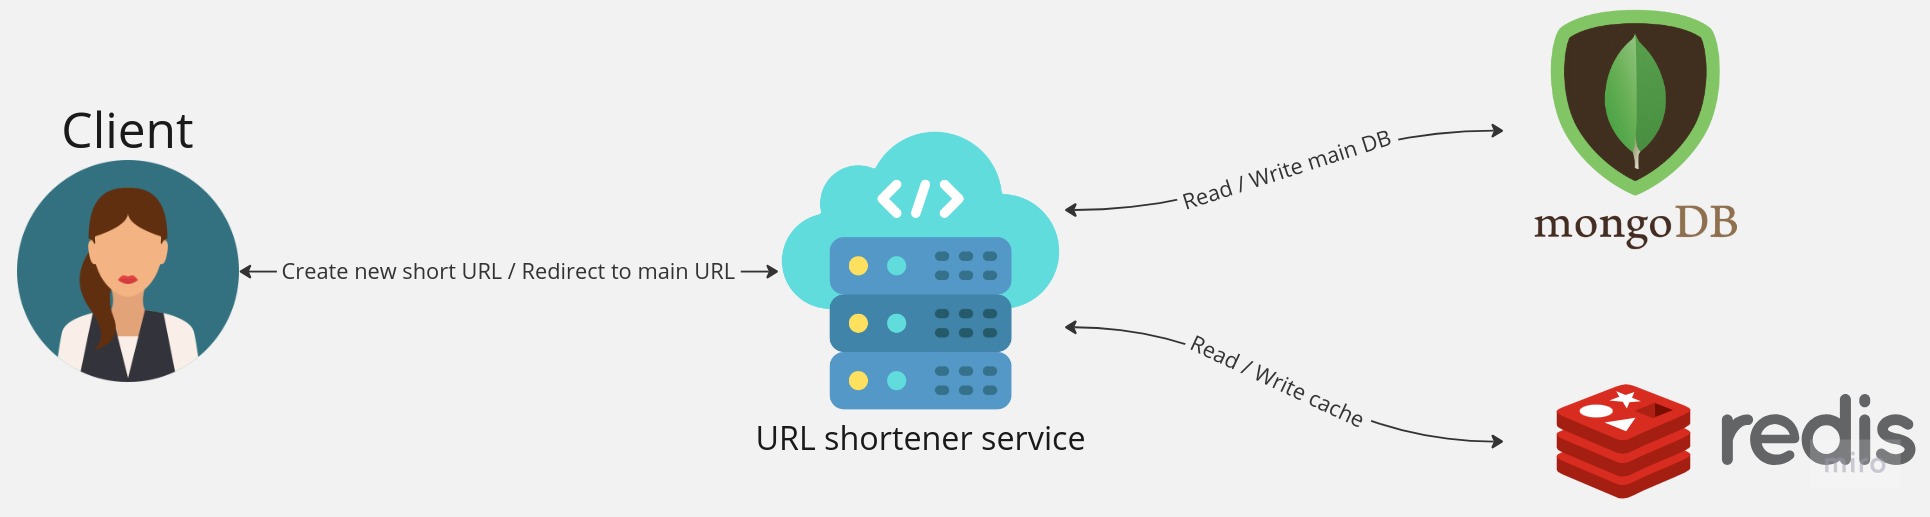 Client
Create new short URL / Redirect to main URL
</>
URL shortener service
Read / Write main DB
Read / Write cache
mongoDB
redis
miro